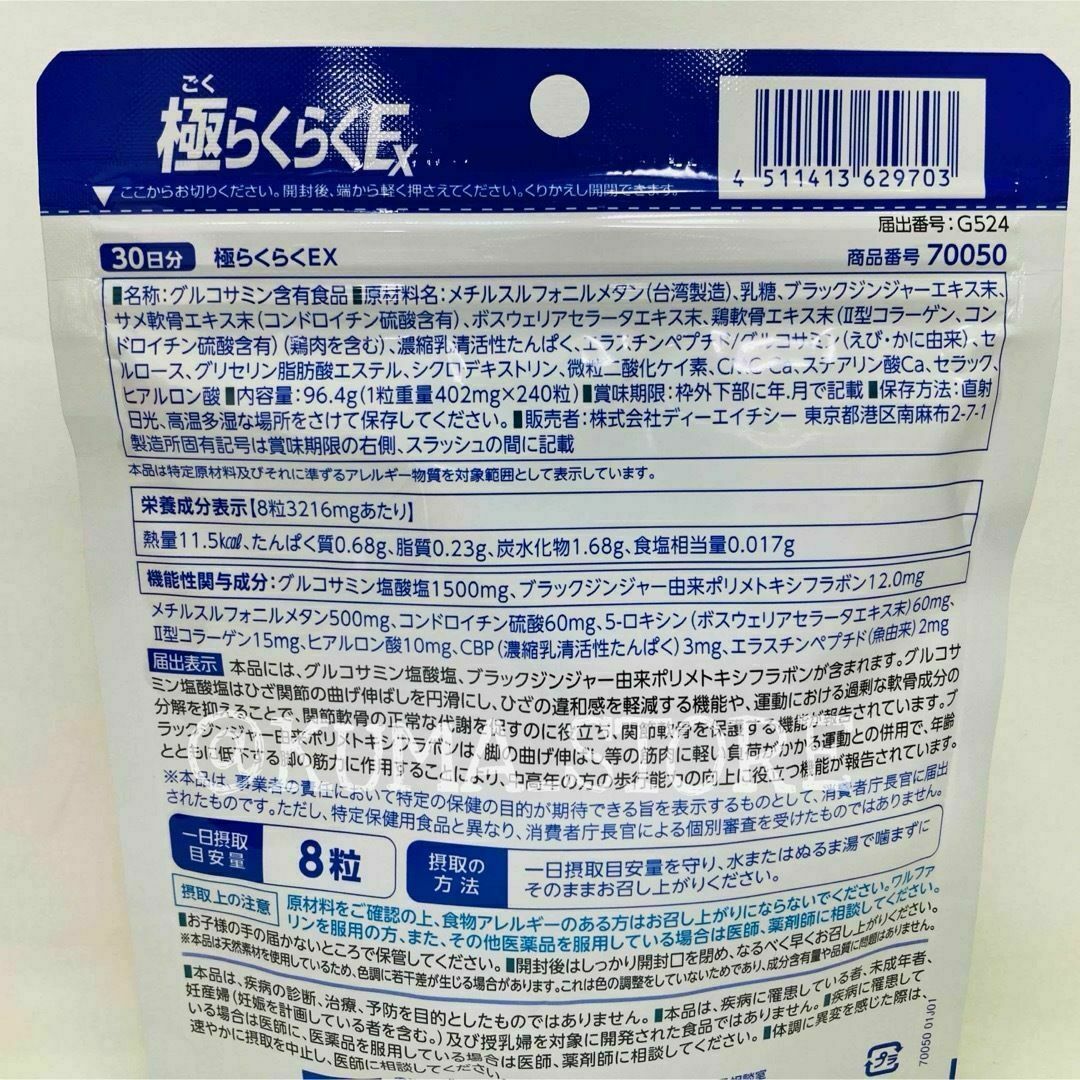 ごく
極らくらくEx
▼ここからお切りください。開封後、端から軽く押さえてください。くりかえし開閉できます。
4 511413 629703
届出番号:G524
30日分 極らくらくEX 商品番号 70050
■名称:グルコサミン含有食品 ■原材料名:メチルスルフォニルメタン(台湾製造)、乳糖、ブラックジンジャーエキス末、
サメ軟骨エキス末(コンドロイチン硫酸含有)、ボスウェリアセラータエキス末、鶏軟骨エキス末(Ⅱ型コラーゲン、コン
ドロイチン硫酸含有)(鶏肉を含む)、濃縮乳清活性たんぱく、エラスチンペプチド/グルコサミン(えび・かに由来)、セ
ルロース、グリセリン脂肪酸エステル、シクロデキストリン、微粒二酸化ケイ素、CMC-Ca、ステアリン酸Ca、セラック、
ヒアルロン酸 ■内容量:96.4g(1粒重量402mg×240粒) ■賞味期限:枠外下部に年.月で記載 ■保存方法:直射
日光、高温多湿な場所をさけて保存してください。■販売者:株式会社ディーエイチシー 東京都港区南麻布2-7-1
製造所固有記号は賞味期限の右側、スラッシュの間に記載
本品は特定原材料及びそれに準ずるアレルギー物質を対象範囲として表示しています。
栄養成分表示【8粒3216mgあたり】
熱量11.5kcal、たんぱく質0.68g、脂質0.23g、炭水化物1.68g、食塩相当量0.017g
機能性関与成分:グルコサミン塩酸塩1500mg、ブラックジンジャー由来ポリメトキシフラボン12.0mg
メチルスルフォニルメタン500mg、コンドロイチン硫酸60mg、5-ロキシン(ボスウェリアセラータエキス末)60mg、
Ⅱ型コラーゲン15mg、ヒアルロン酸10mg、CBP(濃縮乳清活性たんぱく)3mg、エラスチンペプチド(魚由来)2mg
届出表示 本品には、グルコサミン塩酸塩、ブラックジンジャー由来ポリメトキシフラボンが含まれます。グルコサ
ミン塩酸塩はひざ関節の曲げ伸ばしを円滑にし、ひざの違和感を軽減する機能や、運動における過剰な軟骨成分の
分解を抑えることで、関節軟骨の正常な代謝を促すのに役立ち、関節軟骨を保護する機能が報告されています。ブ
ラックジンジャー由来ポリメトキシフラボンは、脚の曲げ伸ばし等の筋肉に軽い負荷がかかる運動との併用で、年齢
とともに低下する脚の筋力に作用することにより、中高年の方の歩行能力の向上に役立つ機能が報告されています。
@KUMA STORE
※本品は、事業者の責任において特定の保健の目的が期待できる旨を表示するものとして、消費者庁長官に届出
されたものです。ただし、特定保健用食品と異なり、消費者庁長官による個別審査を受けたものではありません。
一日摂取目安量 8粒
摂取の方法 一日摂取目安量を守り、水またはぬるま湯で噛まずに
そのままお召し上がりください。
摂取上の注意 原材料をご確認の上、食物アレルギーのある方はお召し上がりにならないでください。ワルファ
リンを服用の方、また、その他医薬品を服用している場合は医師、薬剤師に相談してください。
■お子様の手の届かないところで保管してください。■開封後はしっかり開封口を閉め、なるべく早くお召し上がりください。
※本品は天然素材を使用しているため、色調に若干差が生じる場合があります。これは色の調整をしていないためであり、成分含有量や品質に問題はありません。
■本品は、疾病の診断、治療、予防を目的としたものではありません。■本品は、疾病に罹患している者、未成年者、
妊産婦(妊娠を計画している者を含む。)及び授乳婦を対象に開発された食品ではありません。■疾病に罹患して
いる場合は医師に、医薬品を服用している場合は医師、薬剤師に相談してください。■体調に異変を感じた際は、
速やかに摂取を中止し、医師に相談してください。
プラ
70050 01J01